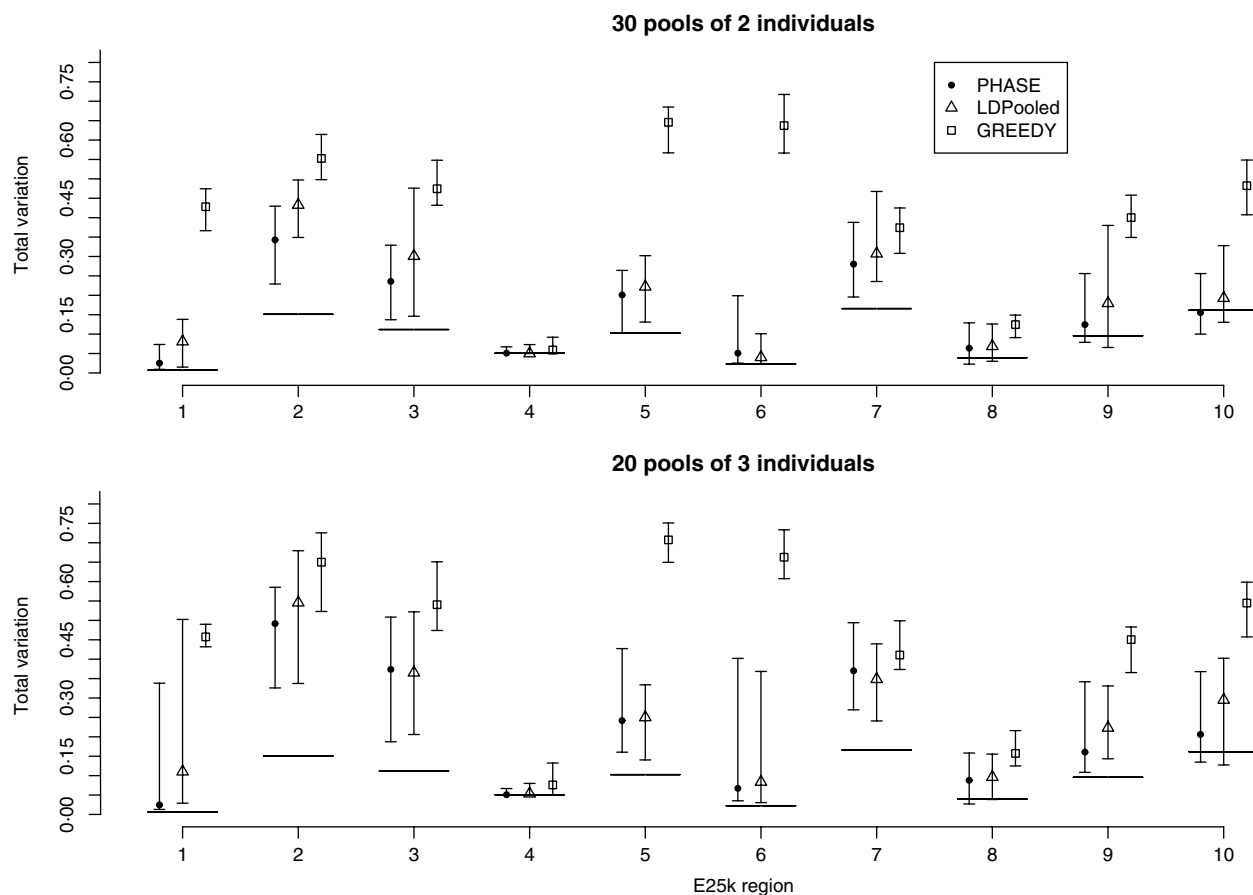 30 pools of 2 individuals
PHASE
LDPooled
GREEDY
Total variation
0·75
0·60
0·45
0·30
0·15
0·00
1 2 3 4 5 6 7 8 9 10
20 pools of 3 individuals
Total variation
0·75
0·60
0·45
0·30
0·15
0·00
1 2 3 4 5 6 7 8 9 10
E25k region